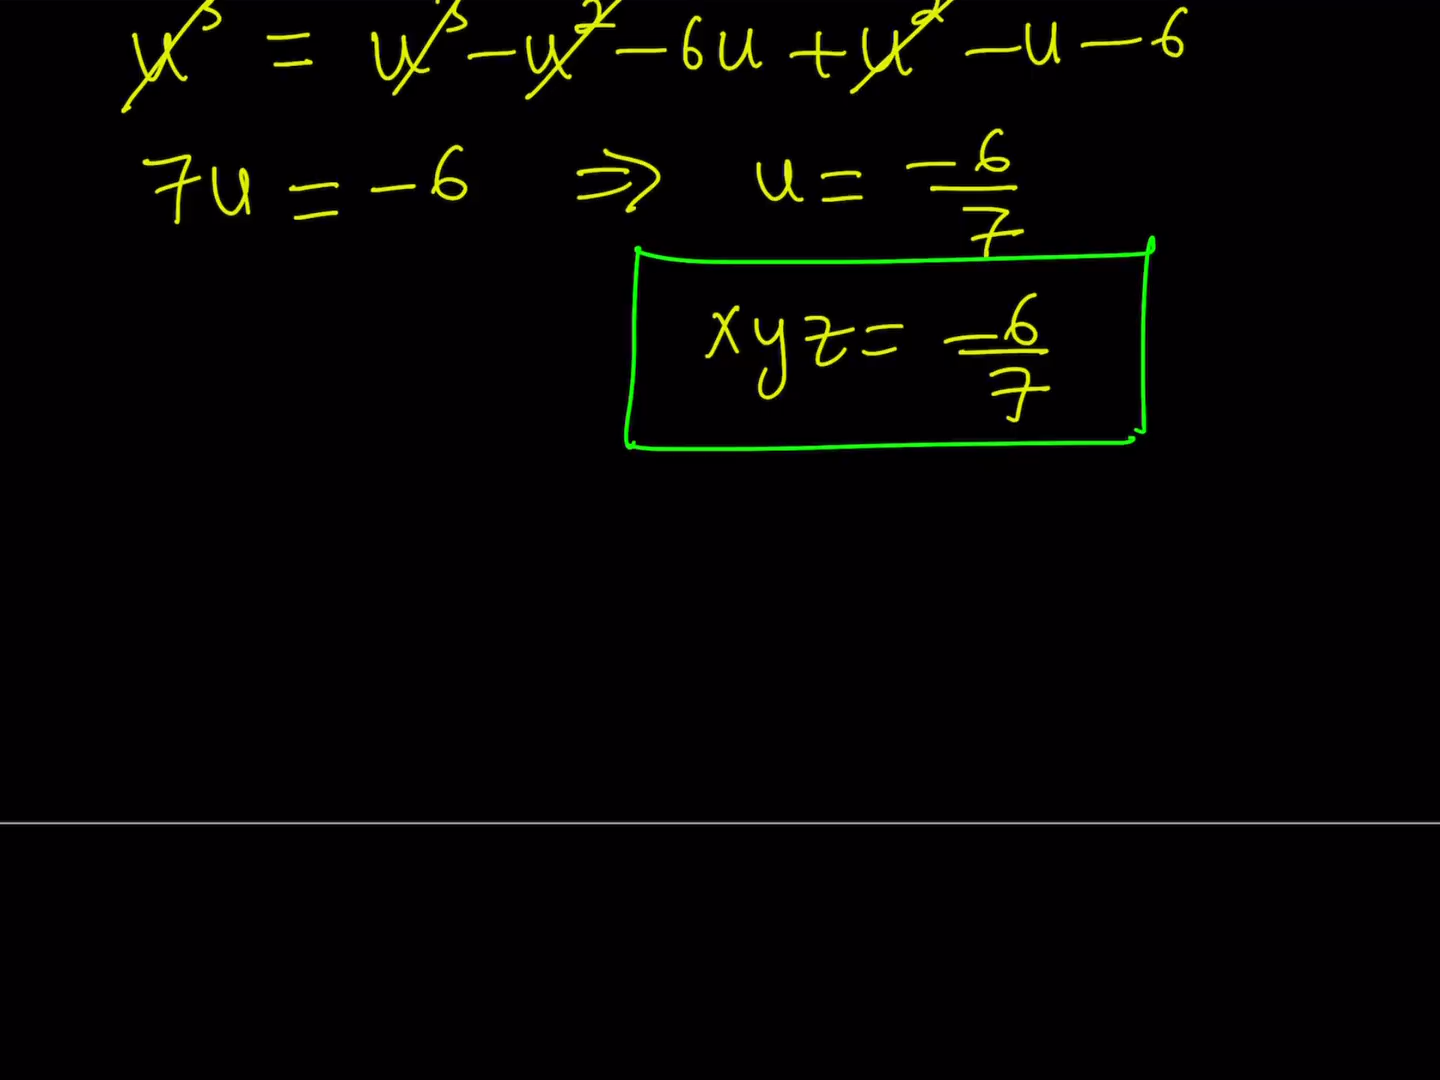 u³ = u³ - u² - 6u + u² - u - 6
7u = -6 ⇒ u = -6/7
xyz = -6/7